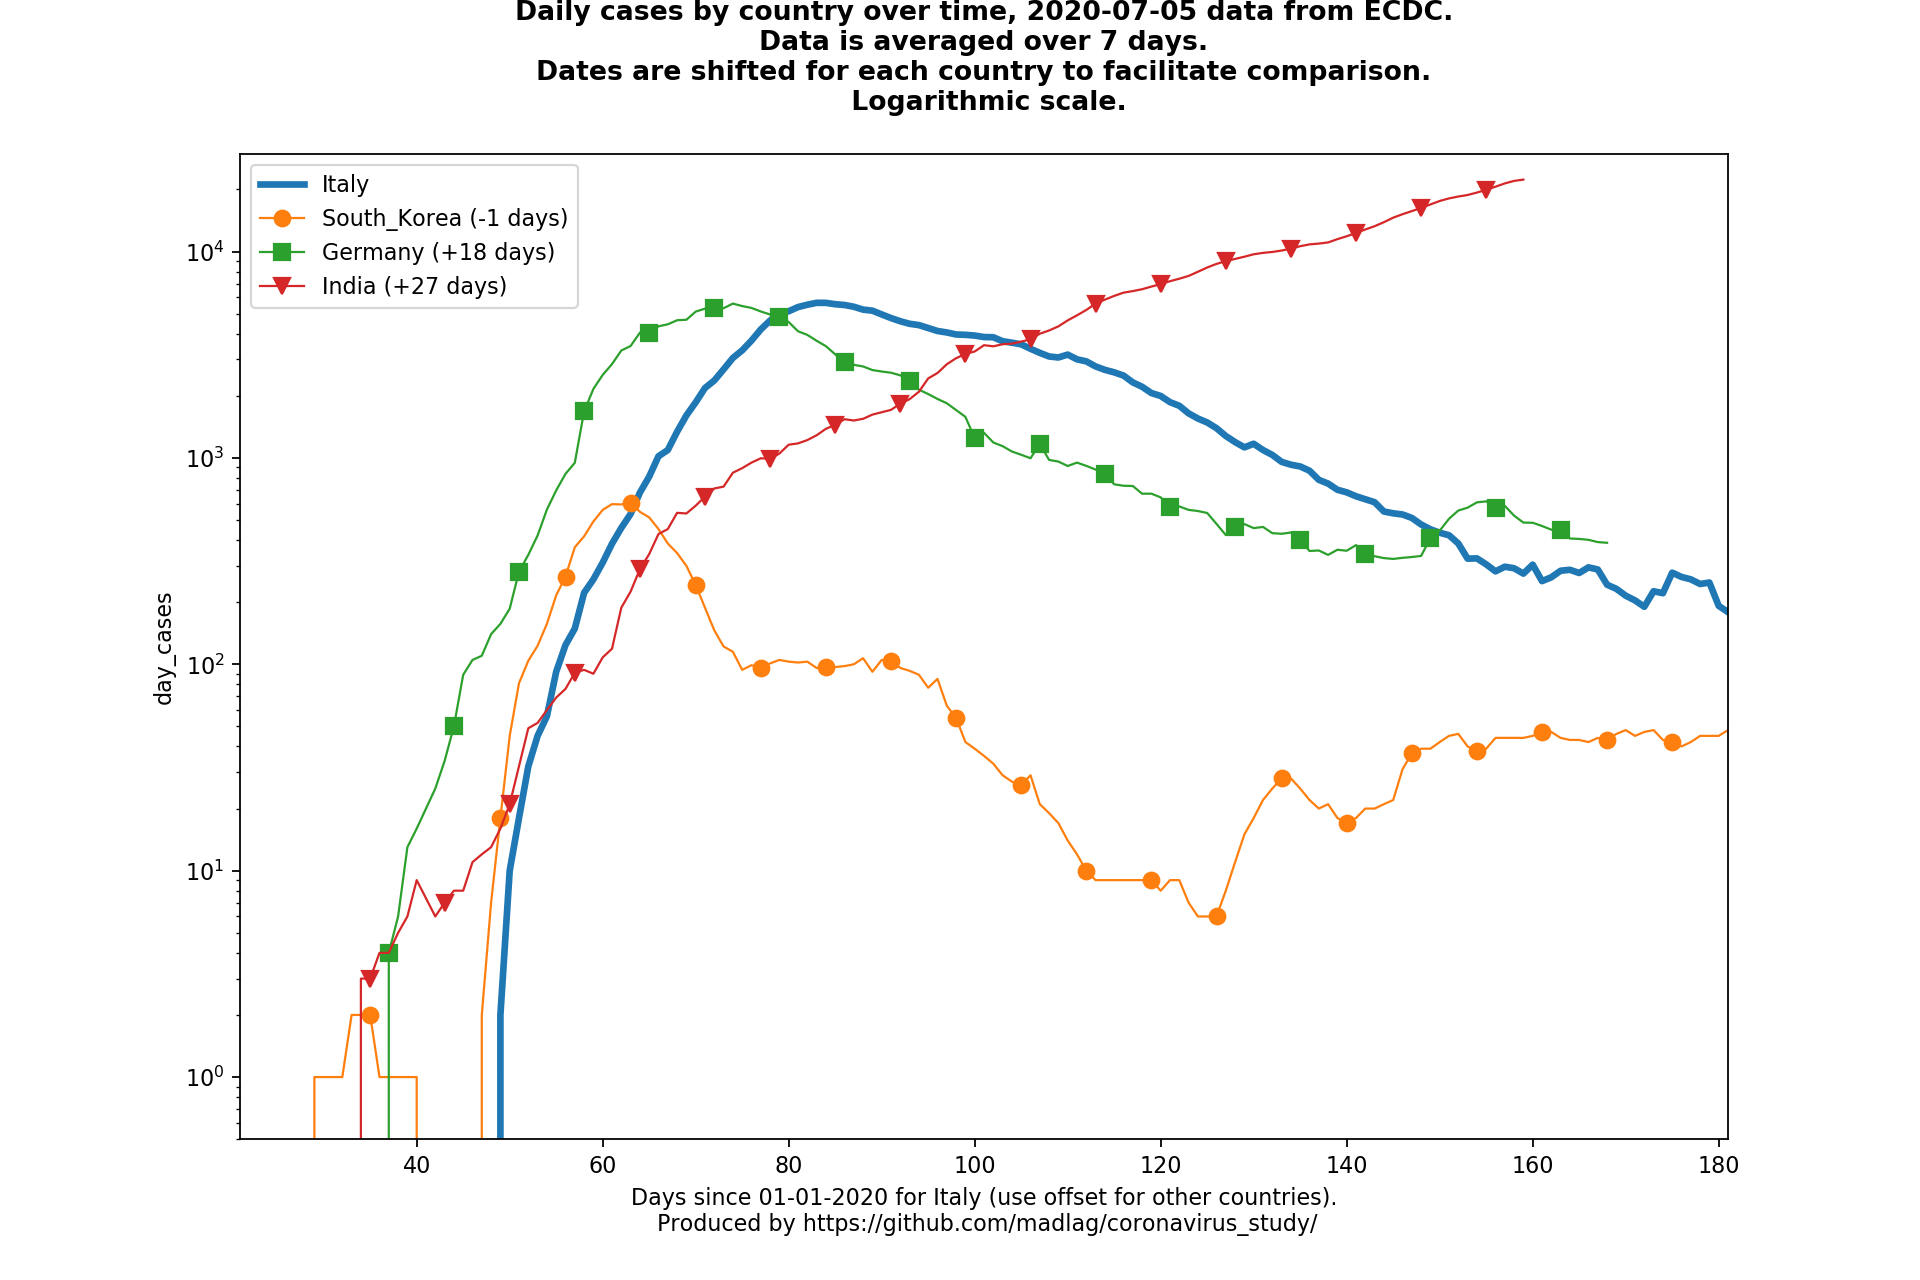 Daily cases by country over time, 2020-07-05 data from ECDC.
Data is averaged over 7 days.
Dates are shifted for each country to facilitate comparison.
Logarithmic scale.
Italy
South_Korea (-1 days)
Germany (+18 days)
India (+27 days)
10⁴
10³
10²
10¹
10⁰
day_cases
40 60 80 100 120 140 160 180
Days since 01-01-2020 for Italy (use offset for other countries).
Produced by https://github.com/madlag/coronavirus_study/